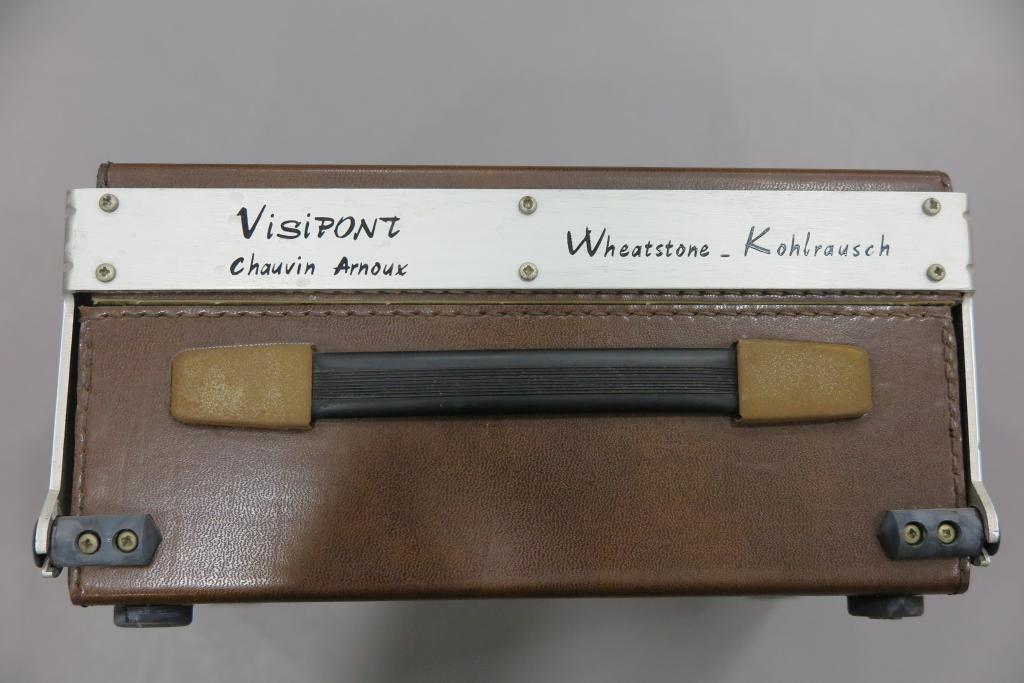 VisiPONT
Chauvin Arnoux
Wheatstone - Kohlrausch